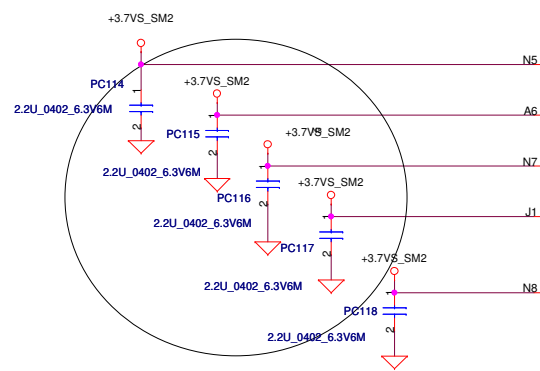 +3.7VS_SM2
N5
PC114
1
+3.7VS_SM2
2.2U_0402_6.3V6M
2
1
A6
PC115
+3.7VS_SM2
2
2.2U_0402_6.3V6M
1
N7
+3.7VS_SM2
PC116
2
2.2U_0402_6.3V6M
1
J1
PC117
2
+3.7VS_SM2
2.2U_0402_6.3V6M
1
N8
PC118
2
2.2U_0402_6.3V6M